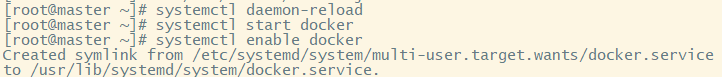 [root@master ~]# systemctl daemon-reload
[root@master ~]# systemctl start docker
[root@master ~]# systemctl enable docker
Created symlink from /etc/systemd/system/multi-user.target.wants/docker.service
to /usr/lib/systemd/system/docker.service.